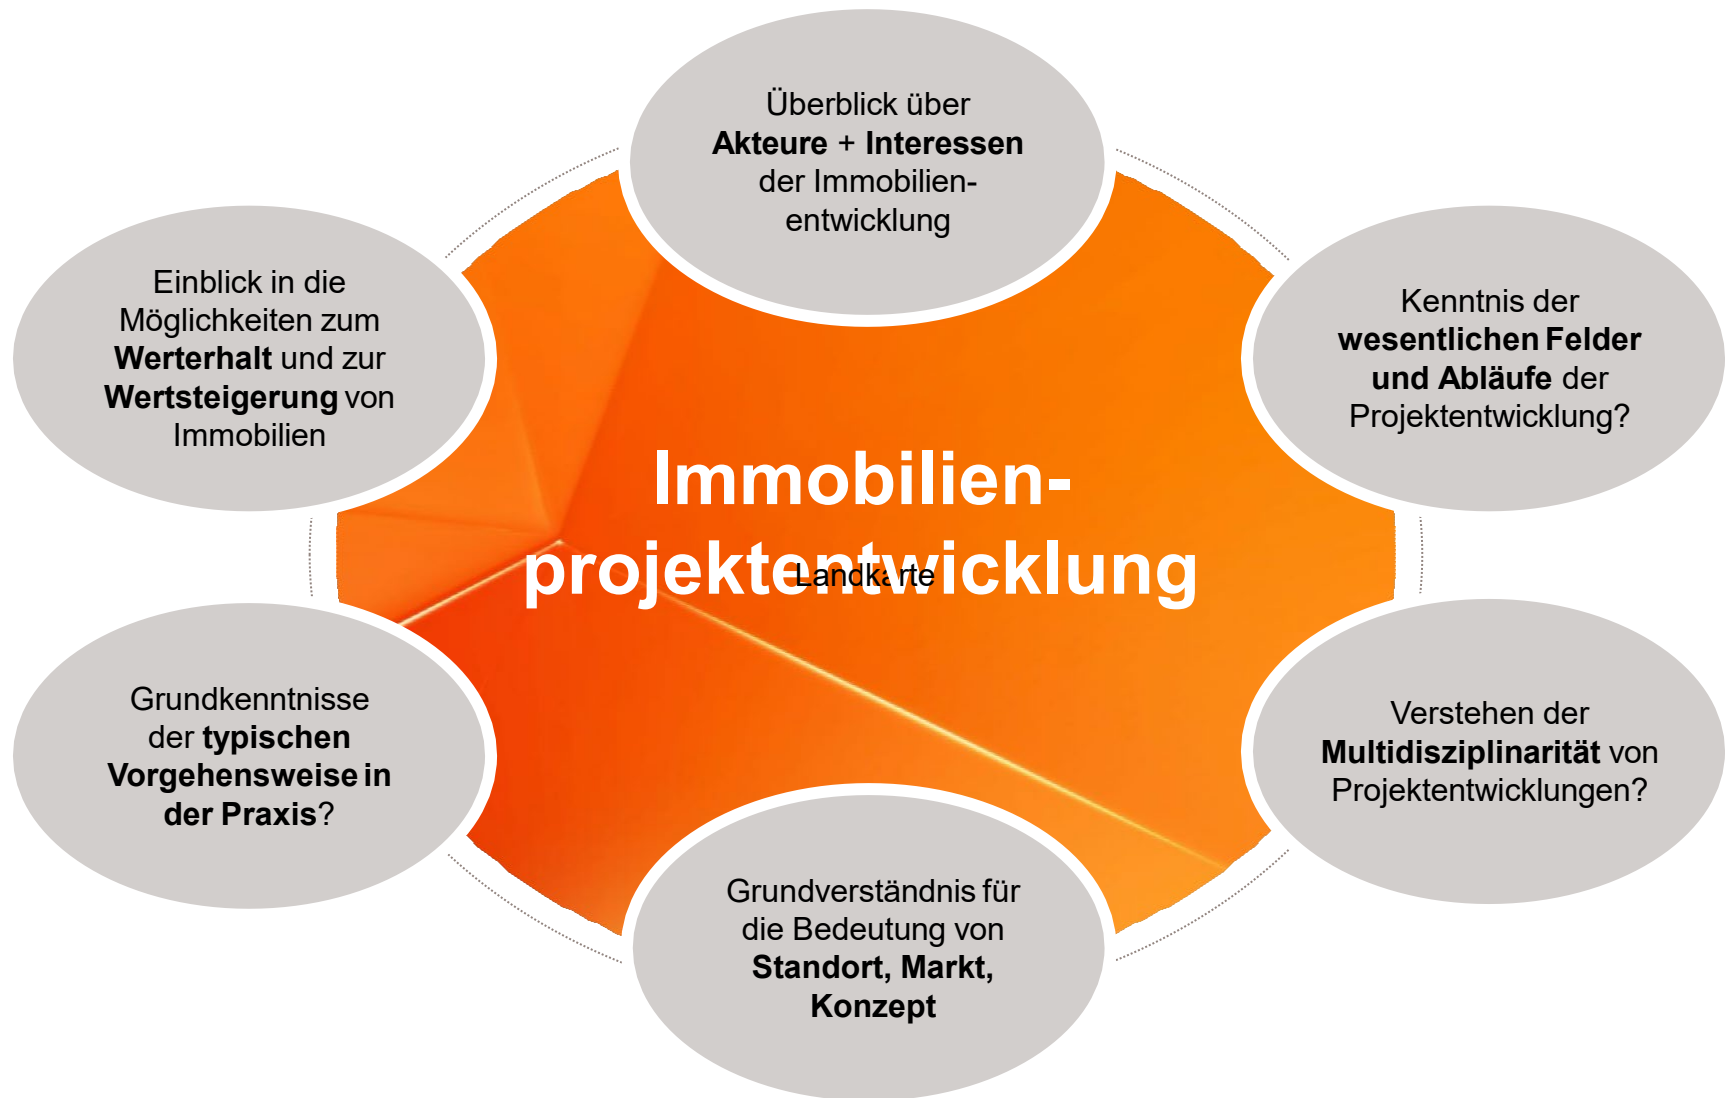 Überblick über
Akteure + Interessen
der Immobilien-
entwicklung
Einblick in die
Möglichkeiten zum
Werterhalt und zur
Wertsteigerung von
Immobilien
Kenntnis der
wesentlichen Felder
und Abläufe der
Projektentwicklung?
Immobilien-
projektentwicklung
Landkarte
Grundkenntnisse
der typischen
Vorgehensweise in
der Praxis?
Verstehen der
Multidisziplinarität von
Projektentwicklungen?
Grundverständnis für
die Bedeutung von
Standort, Markt,
Konzept